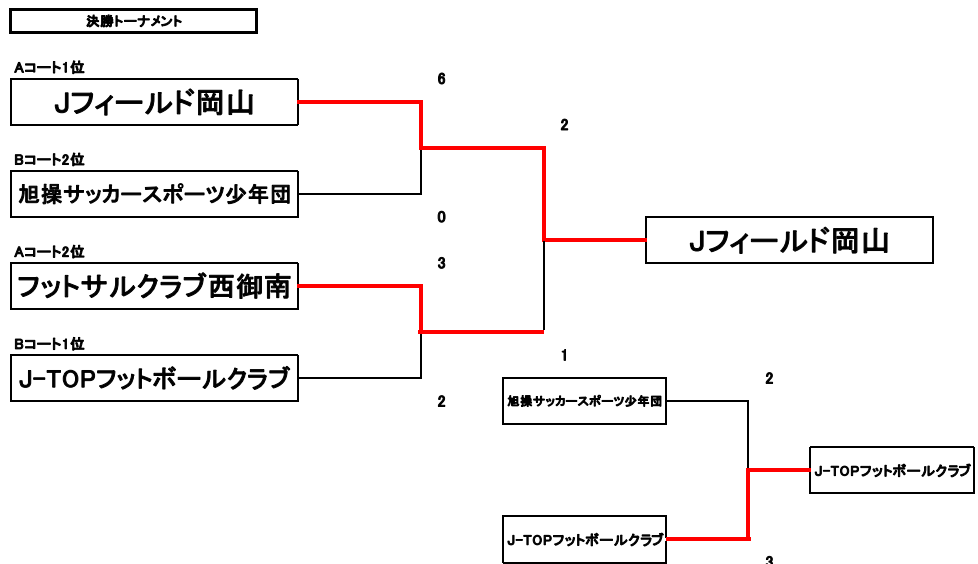 決勝トーナメント
Aコート1位
6
Jフィールド岡山
2
Bコート2位
旭操サッカースポーツ少年団
0
Jフィールド岡山
Aコート2位
3
フットサルクラブ西御南
Bコート1位
1
J-TOPフットボールクラブ
2
2
旭操サッカースポーツ少年団
J-TOPフットボールクラブ
J-TOPフットボールクラブ
3